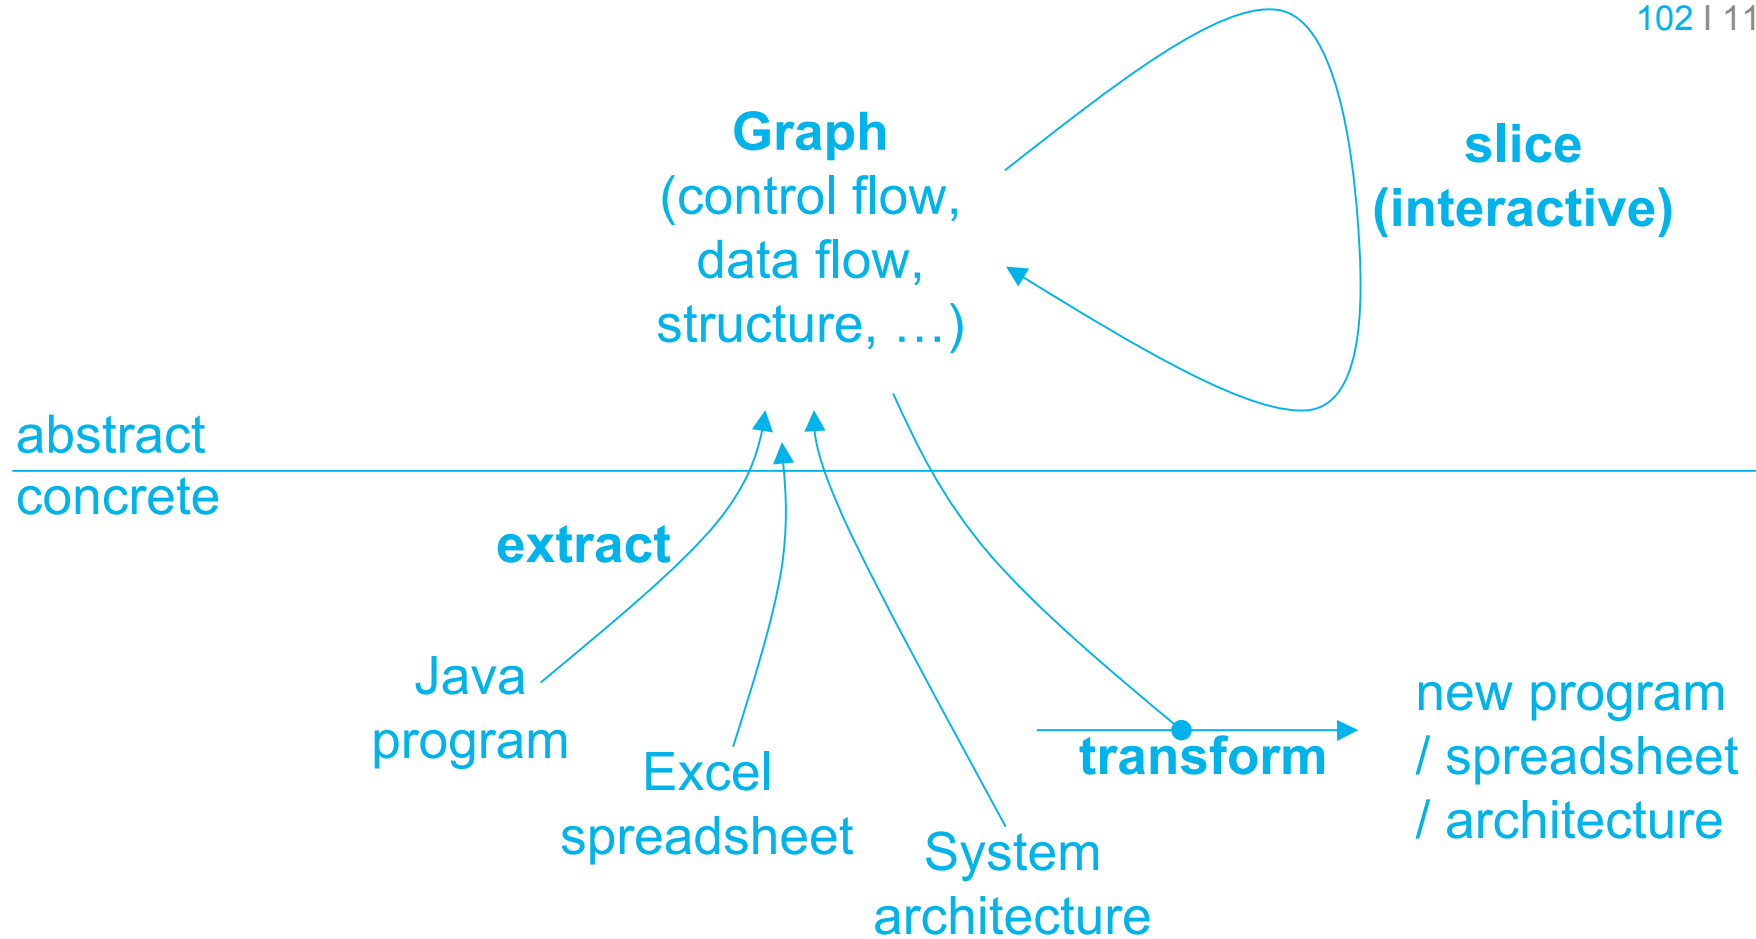 102 | 11
Graph
(control flow,
data flow,
structure, …)
slice
(interactive)
abstract
concrete
extract
Java
program
Excel
spreadsheet
System
architecture
transform
new program
/ spreadsheet
/ architecture